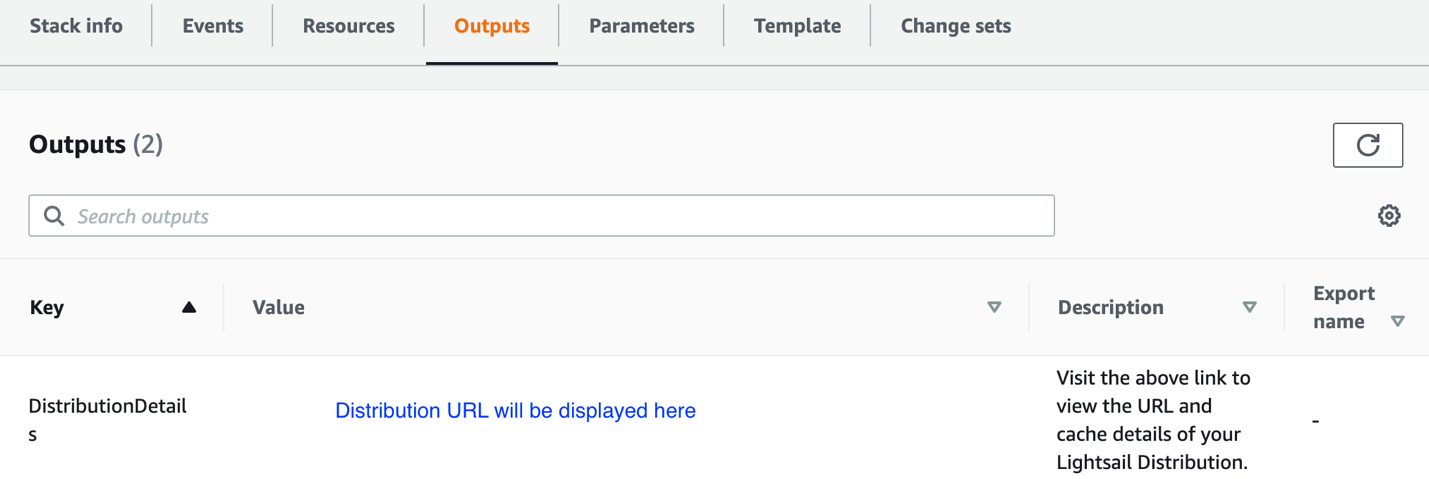 Stack info Events Resources Outputs Parameters Template Change sets
Outputs (2)
Search outputs
Key Value Description Export
name
DistributionDetail
s
Distribution URL will be displayed here
Visit the above link to
view the URL and
cache details of your
Lightsail Distribution.
-